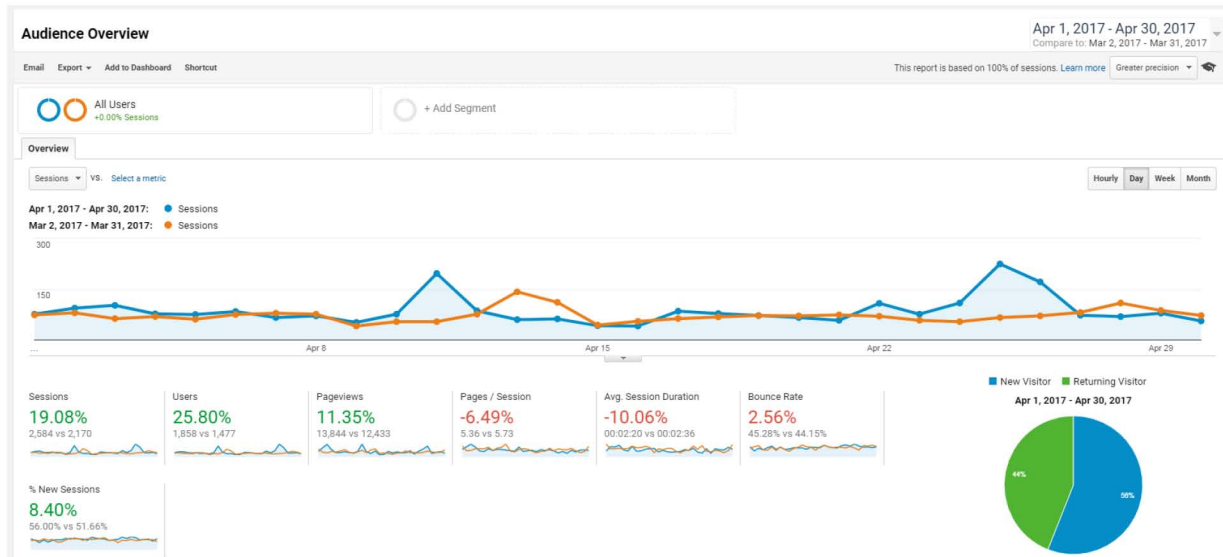 Audience Overview
Apr 1, 2017 - Apr 30, 2017
Compare to: Mar 2, 2017 - Mar 31, 2017
Email Export Add to Dashboard Shortcut
This report is based on 100% of sessions. Learn more Greater precision
All Users
+0.00% Sessions
+ Add Segment
Overview
Sessions VS. Select a metric
Hourly Day Week Month
Apr 1, 2017 - Apr 30, 2017: Sessions
Mar 2, 2017 - Mar 31, 2017: Sessions
300
150
... Apr 8 Apr 15 Apr 22 Apr 29
Sessions
19.08%
2,584 vs 2,170
Users
25.80%
1,858 vs 1,477
Pageviews
11.35%
13,844 vs 12,433
Pages / Session
-6.49%
5.36 vs 5.73
Avg. Session Duration
-10.06%
00:02:20 vs 00:02:36
Bounce Rate
2.56%
45.28% vs 44.15%
% New Sessions
8.40%
56.00% vs 51.66%
New Visitor Returning Visitor
Apr 1, 2017 - Apr 30, 2017
44%
56%